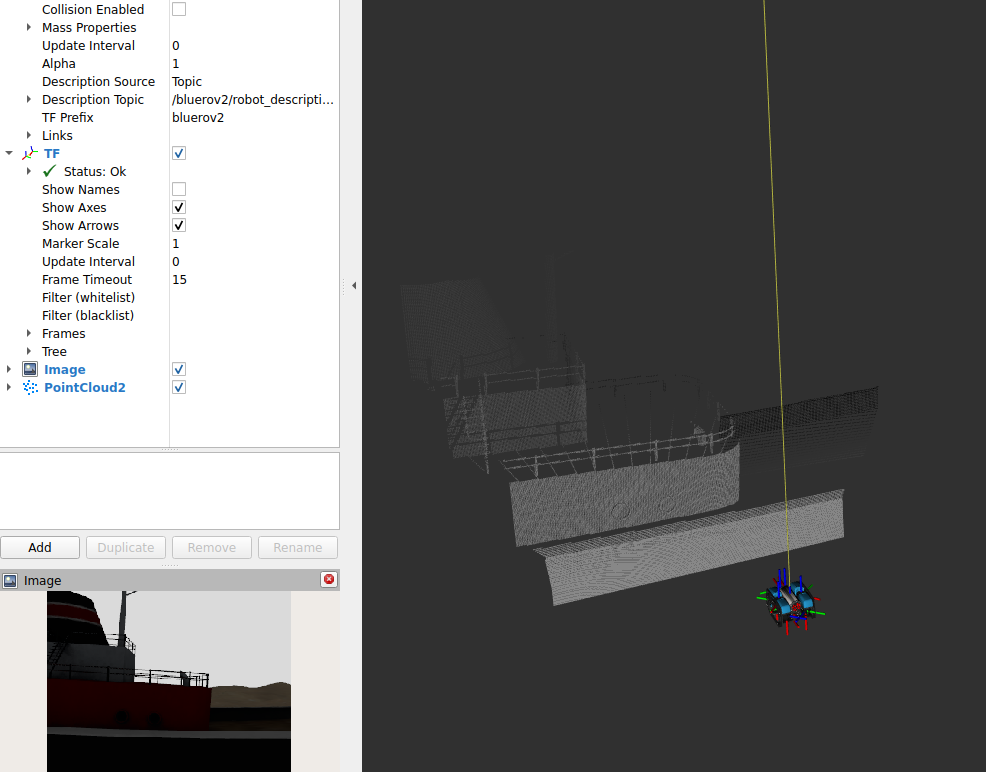 Collision Enabled
Mass Properties
Update Interval 0
Alpha 1
Description Source Topic
Description Topic /bluerov2/robot_descripti…
TF Prefix bluerov2
Links
TF
Status: Ok
Show Names
Show Axes
Show Arrows
Marker Scale 1
Update Interval 0
Frame Timeout 15
Filter (whitelist)
Filter (blacklist)
Frames
Tree
Image
PointCloud2
Add Duplicate Remove Rename
Image